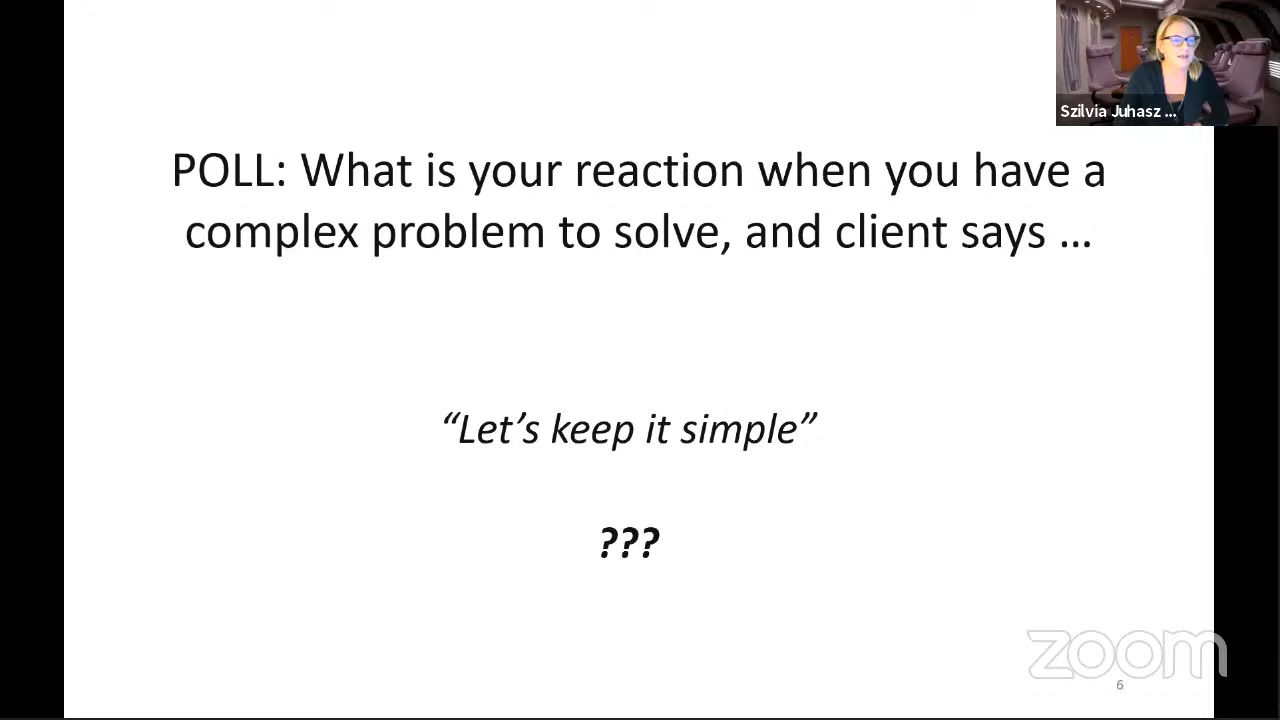 Szilvia Juhasz ...
POLL: What is your reaction when you have a
complex problem to solve, and client says ...
“Let’s keep it simple”
???
zoom
6